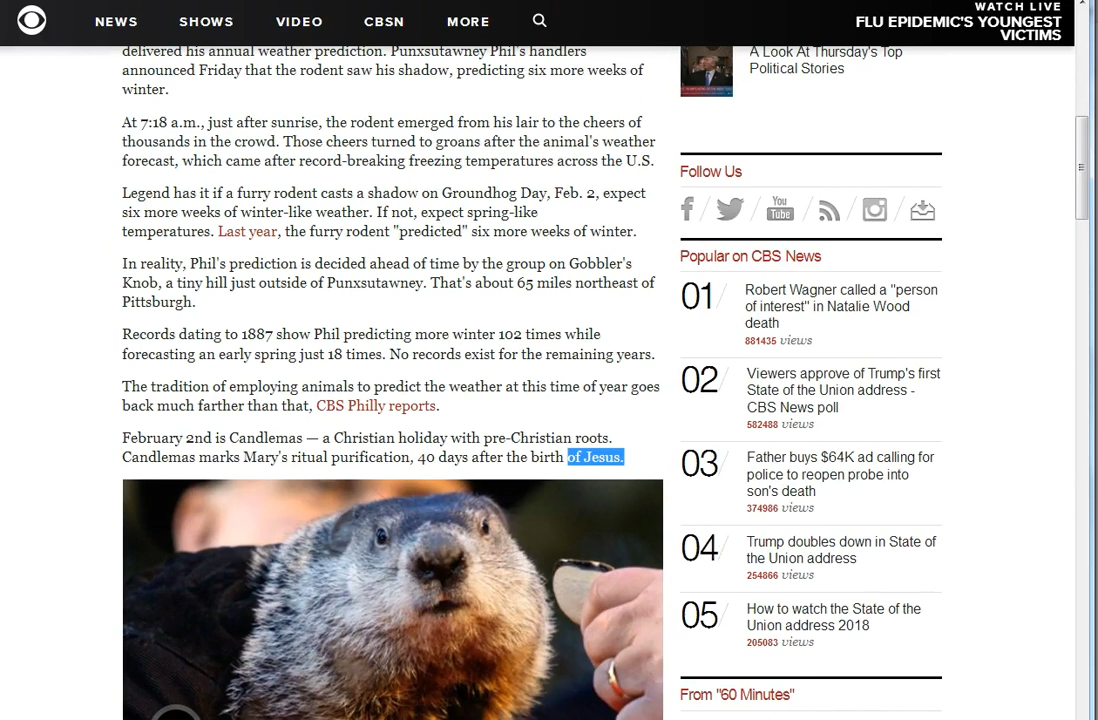 NEWS SHOWS VIDEO CBSN MORE
WATCH LIVE
FLU EPIDEMIC'S YOUNGEST
VICTIMS
delivered his annual weather prediction. Punxsutawney Phil's handlers
announced Friday that the rodent saw his shadow, predicting six more weeks of
winter.
At 7:18 a.m., just after sunrise, the rodent emerged from his lair to the cheers of
thousands in the crowd. Those cheers turned to groans after the animal's weather
forecast, which came after record-breaking freezing temperatures across the U.S.
Legend has it if a furry rodent casts a shadow on Groundhog Day, Feb. 2, expect
six more weeks of winter-like weather. If not, expect spring-like
temperatures. Last year, the furry rodent "predicted" six more weeks of winter.
In reality, Phil's prediction is decided ahead of time by the group on Gobbler's
Knob, a tiny hill just outside of Punxsutawney. That's about 65 miles northeast of
Pittsburgh.
Records dating to 1887 show Phil predicting more winter 102 times while
forecasting an early spring just 18 times. No records exist for the remaining years.
The tradition of employing animals to predict the weather at this time of year goes
back much farther than that, CBS Philly reports.
February 2nd is Candlemas — a Christian holiday with pre-Christian roots.
Candlemas marks Mary's ritual purification, 40 days after the birth of Jesus.
A Look At Thursday's Top
Political Stories
Follow Us
You
Tube
Popular on CBS News
01
Robert Wagner called a "person
of interest" in Natalie Wood
death
881435 views
02
Viewers approve of Trump's first
State of the Union address -
CBS News poll
582488 views
03
Father buys $64K ad calling for
police to reopen probe into
son's death
374986 views
04
Trump doubles down in State of
the Union address
254866 views
05
How to watch the State of the
Union address 2018
205083 views
From "60 Minutes"